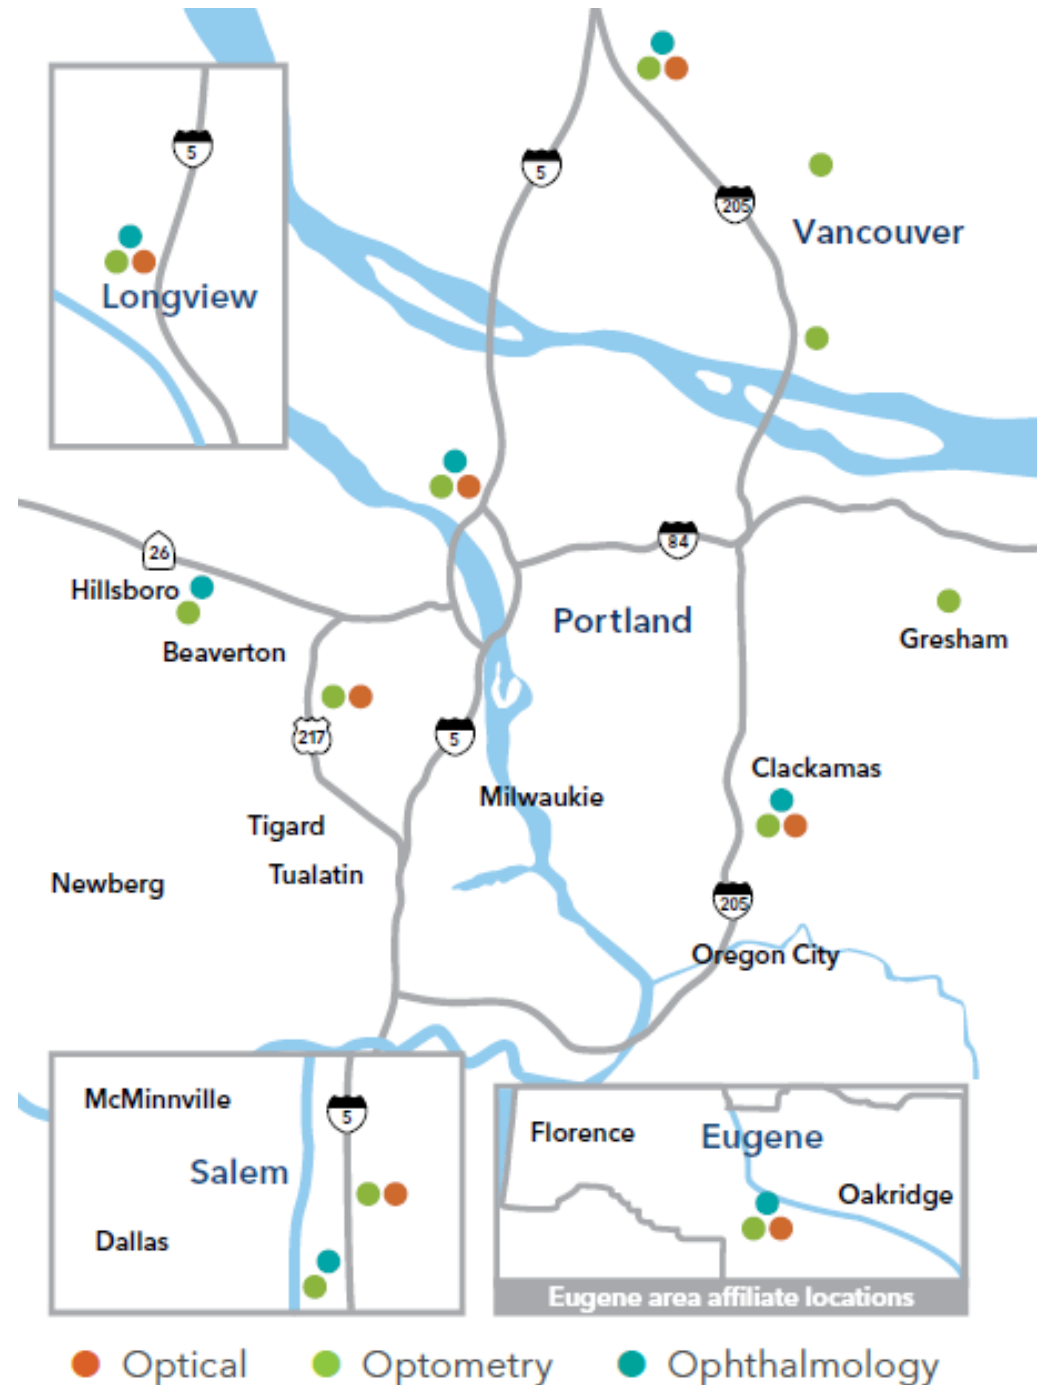 5
5
205
Vancouver
Longview
26
84
Hillsboro
Portland
Beaverton
Gresham
217
5
Clackamas
Milwaukie
Tigard
Tualatin
Newberg
205
Oregon City
McMinnville
5
Salem
Dallas
Florence
Eugene
Oakridge
Eugene area affiliate locations
Optical Optometry Ophthalmology